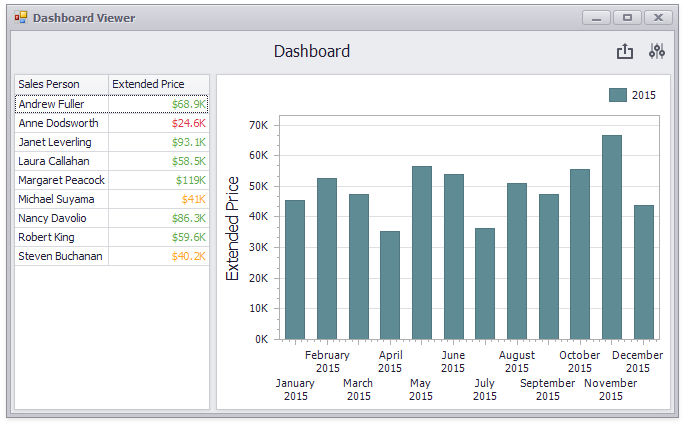 Dashboard Viewer
Dashboard
Sales Person Extended Price
Andrew Fuller $68.9K
Anne Dodsworth $24.6K
Janet Leverling $93.1K
Laura Callahan $58.5K
Margaret Peacock $119K
Michael Suyama $41K
Nancy Davolio $86.3K
Robert King $59.6K
Steven Buchanan $40.2K
2015
Extended Price
70K
60K
50K
40K
30K
20K
10K
0K
January 2015
February 2015
March 2015
April 2015
May 2015
June 2015
July 2015
August 2015
September 2015
October 2015
November 2015
December 2015